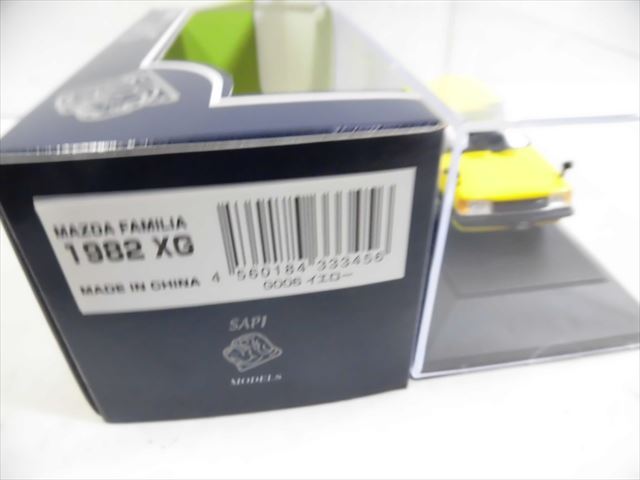 MAZDA FAMILIA
1982 XG
MADE IN CHINA
4 560184 333456
G006 イエロー
SAPI
MODELS